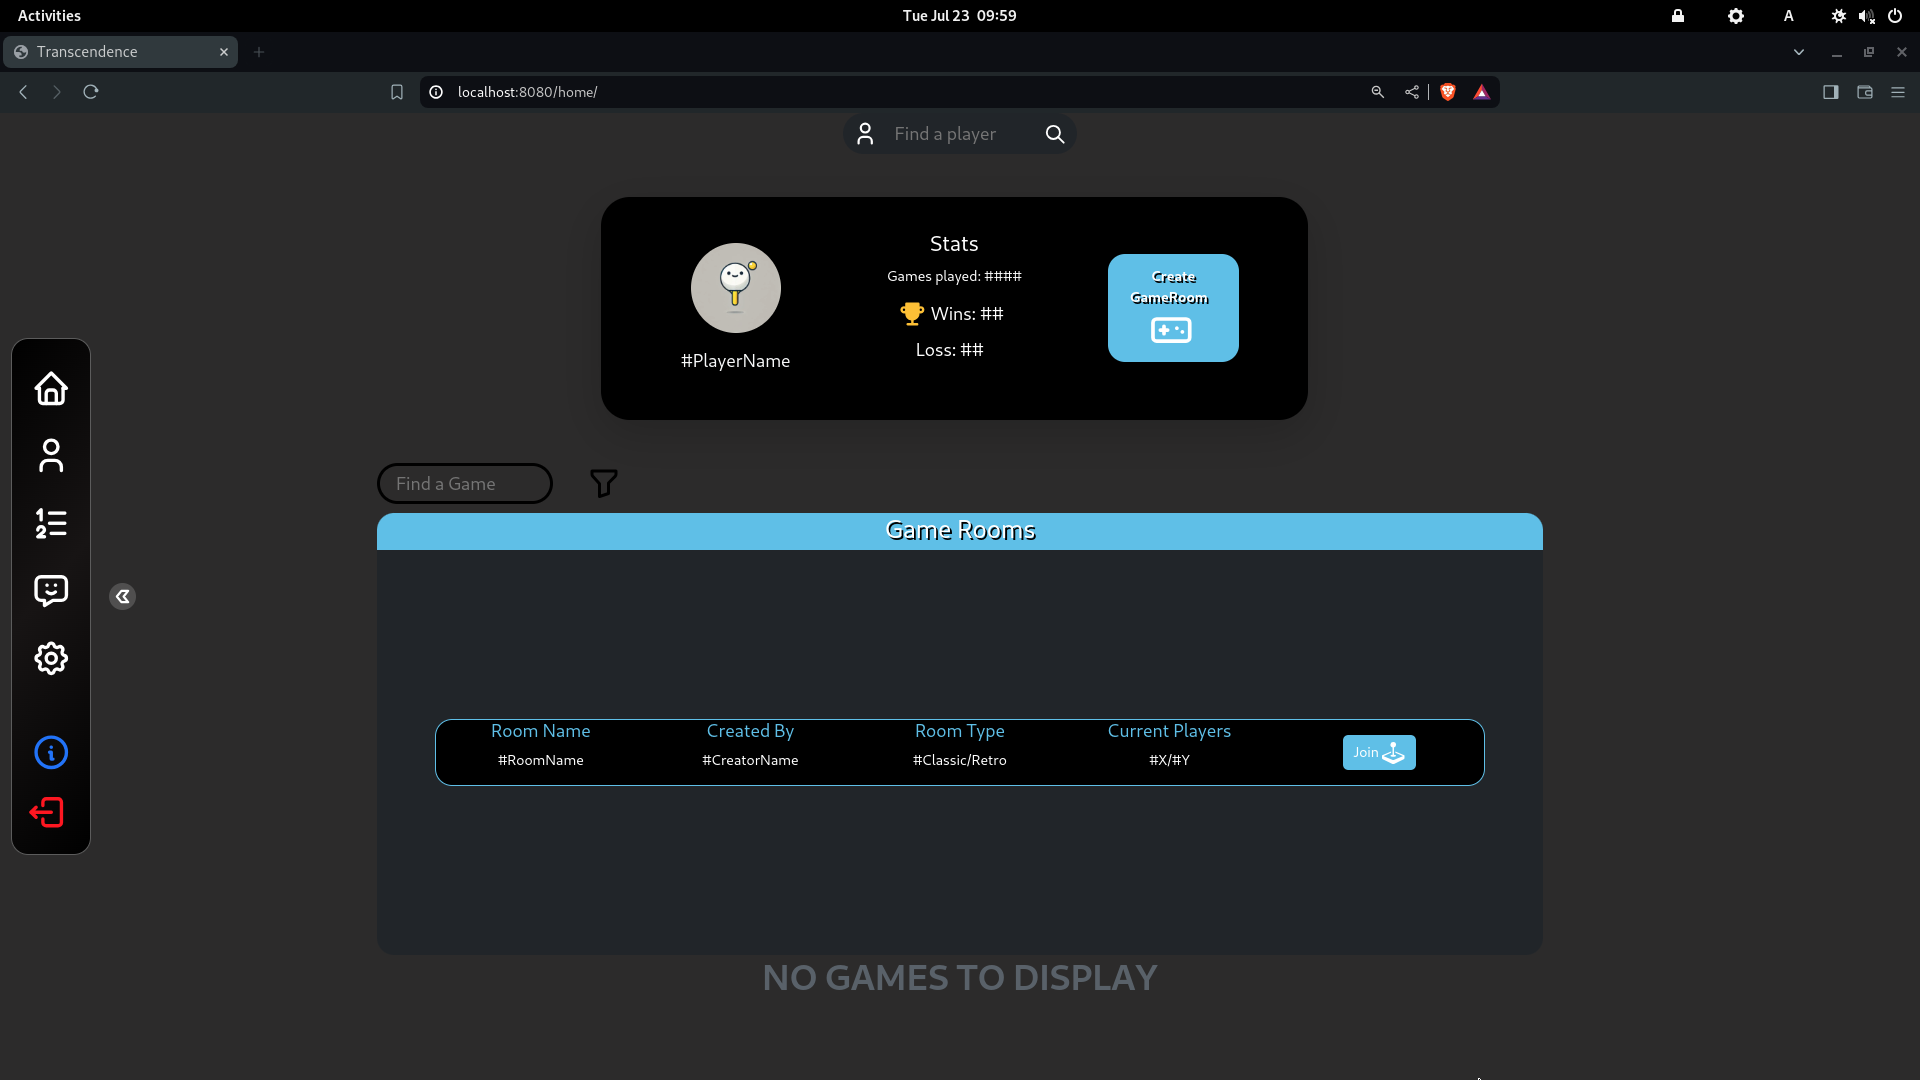 Activities
Tue Jul 23 09:59
A
Transcendence
localhost:8080/home/
Find a player
Stats
Games played: ####
Wins: ##
Loss: ##
#PlayerName
Create
GameRoom
Find a Game
Game Rooms
Room Name Created By Room Type Current Players
#RoomName #CreatorName #Classic/Retro #X/#Y
Join
NO GAMES TO DISPLAY
1
2